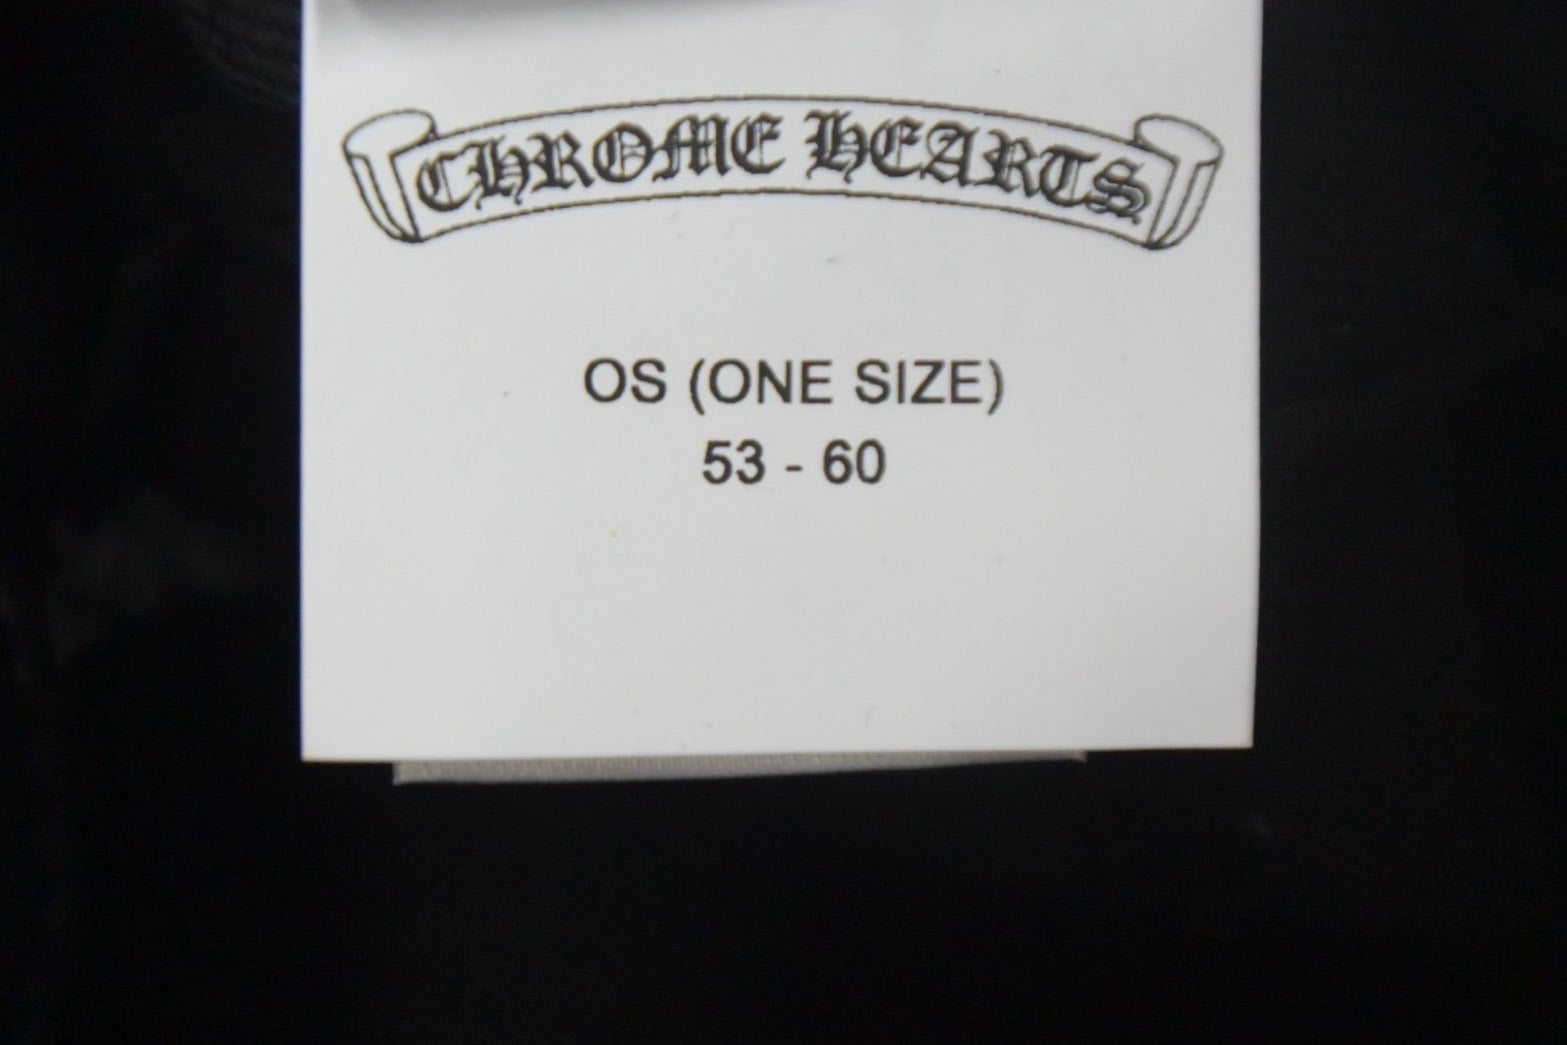 CHROME HEARTS
OS (ONE SIZE)
53 - 60